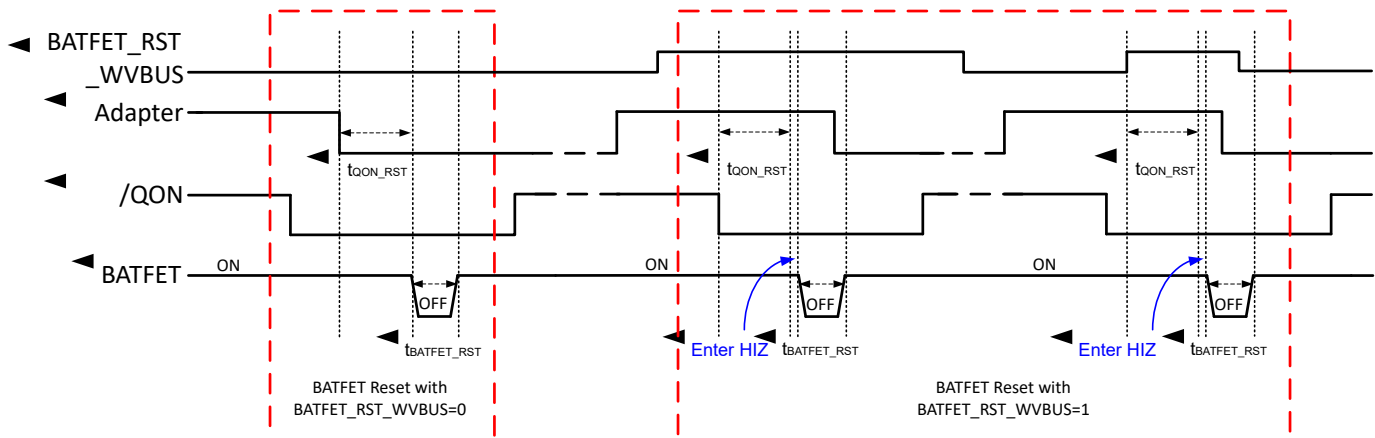 BATFET_RST
_WVBUS
Adapter
tQON_RST tQON_RST tQON_RST
/QON
BATFET ON ON ON
OFF OFF OFF
tBATFET_RST Enter HIZ tBATFET_RST Enter HIZ tBATFET_RST
BATFET Reset with
BATFET_RST_WVBUS=0
BATFET Reset with
BATFET_RST_WVBUS=1